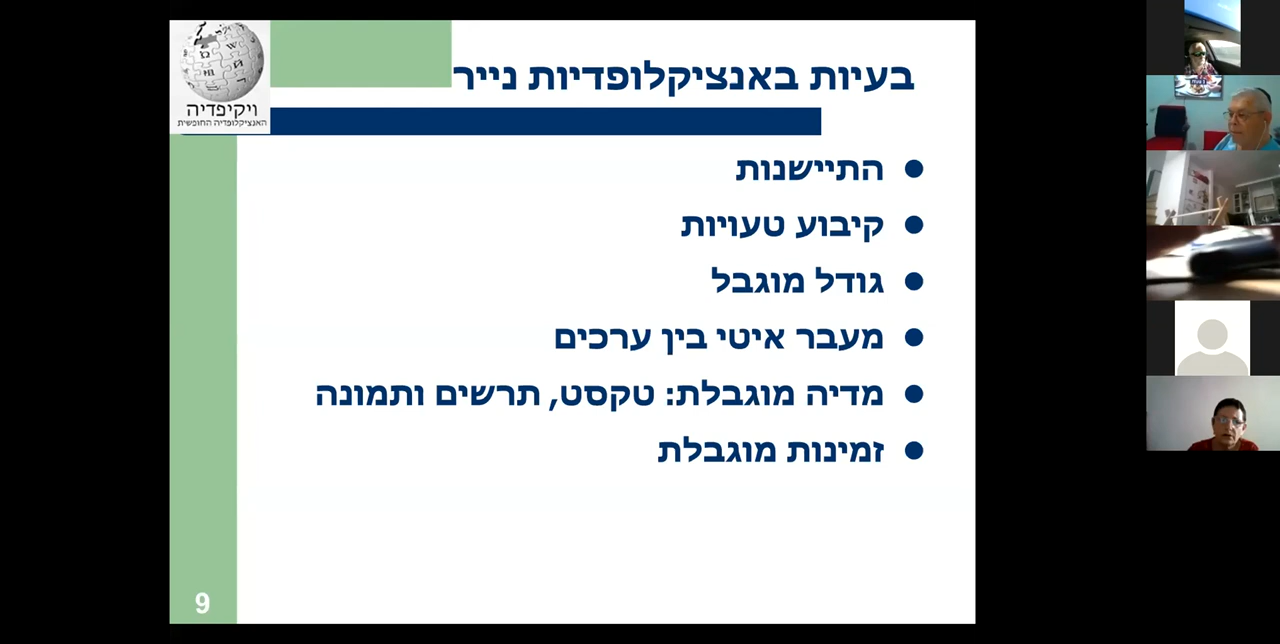 בעיות באנציקלופדיות נייר
ויקיפדיה
האנציקלופדיה החופשית
● התיישנות
● קיבוע טעויות
● גודל מוגבל
● מעבר איטי בין ערכים
● מדיה מוגבלת: טקסט, תרשים ותמונה
● זמינות מוגבלת
9